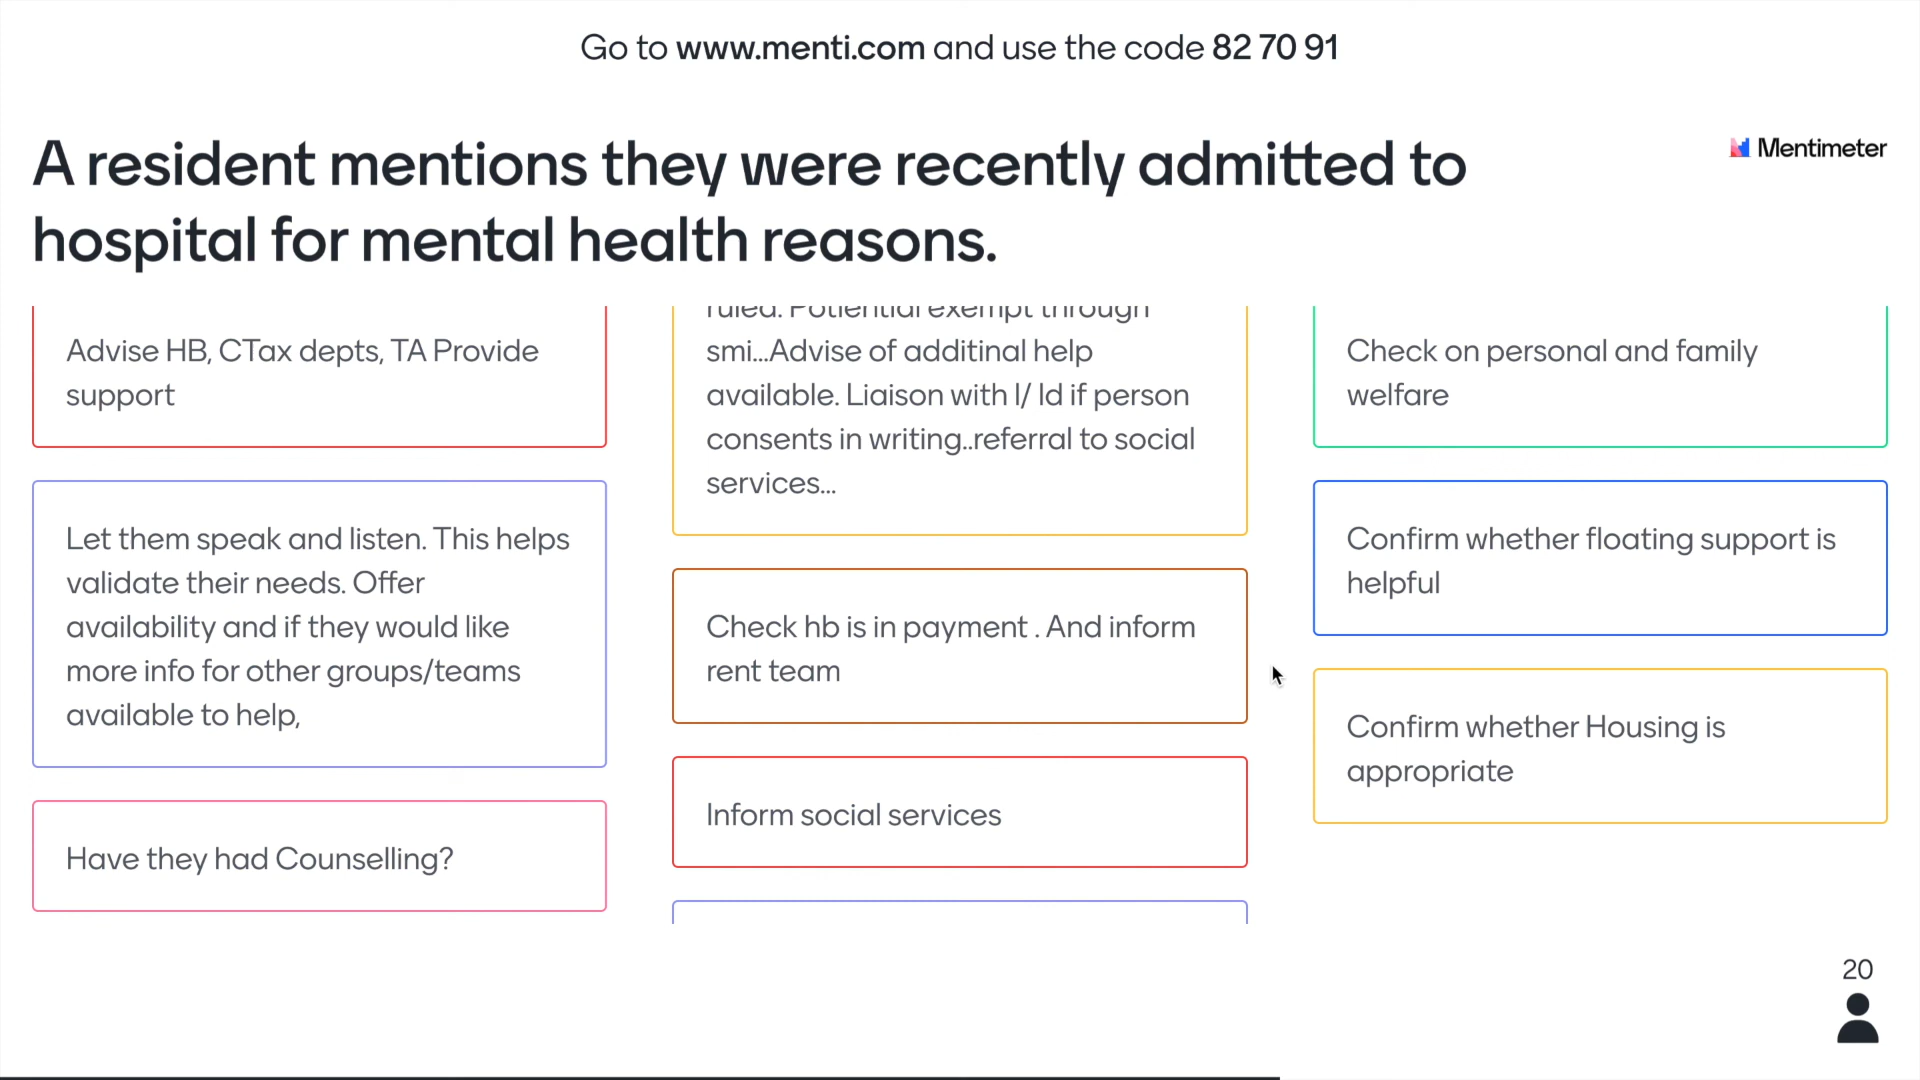 Go to www.menti.com and use the code 82 70 91
A resident mentions they were recently admitted to
hospital for mental health reasons.
Mentimeter
Advise HB, CTax depts, TA Provide
support
Let them speak and listen. This helps
validate their needs. Offer
availability and if they would like
more info for other groups/teams
available to help,
Have they had Counselling?
ruled. Potiential exempt through
smi...Advise of additinal help
available. Liaison with l/ ld if person
consents in writing..referral to social
services...
Check hb is in payment . And inform
rent team
Inform social services
Check on personal and family
welfare
Confirm whether floating support is
helpful
Confirm whether Housing is
appropriate
20